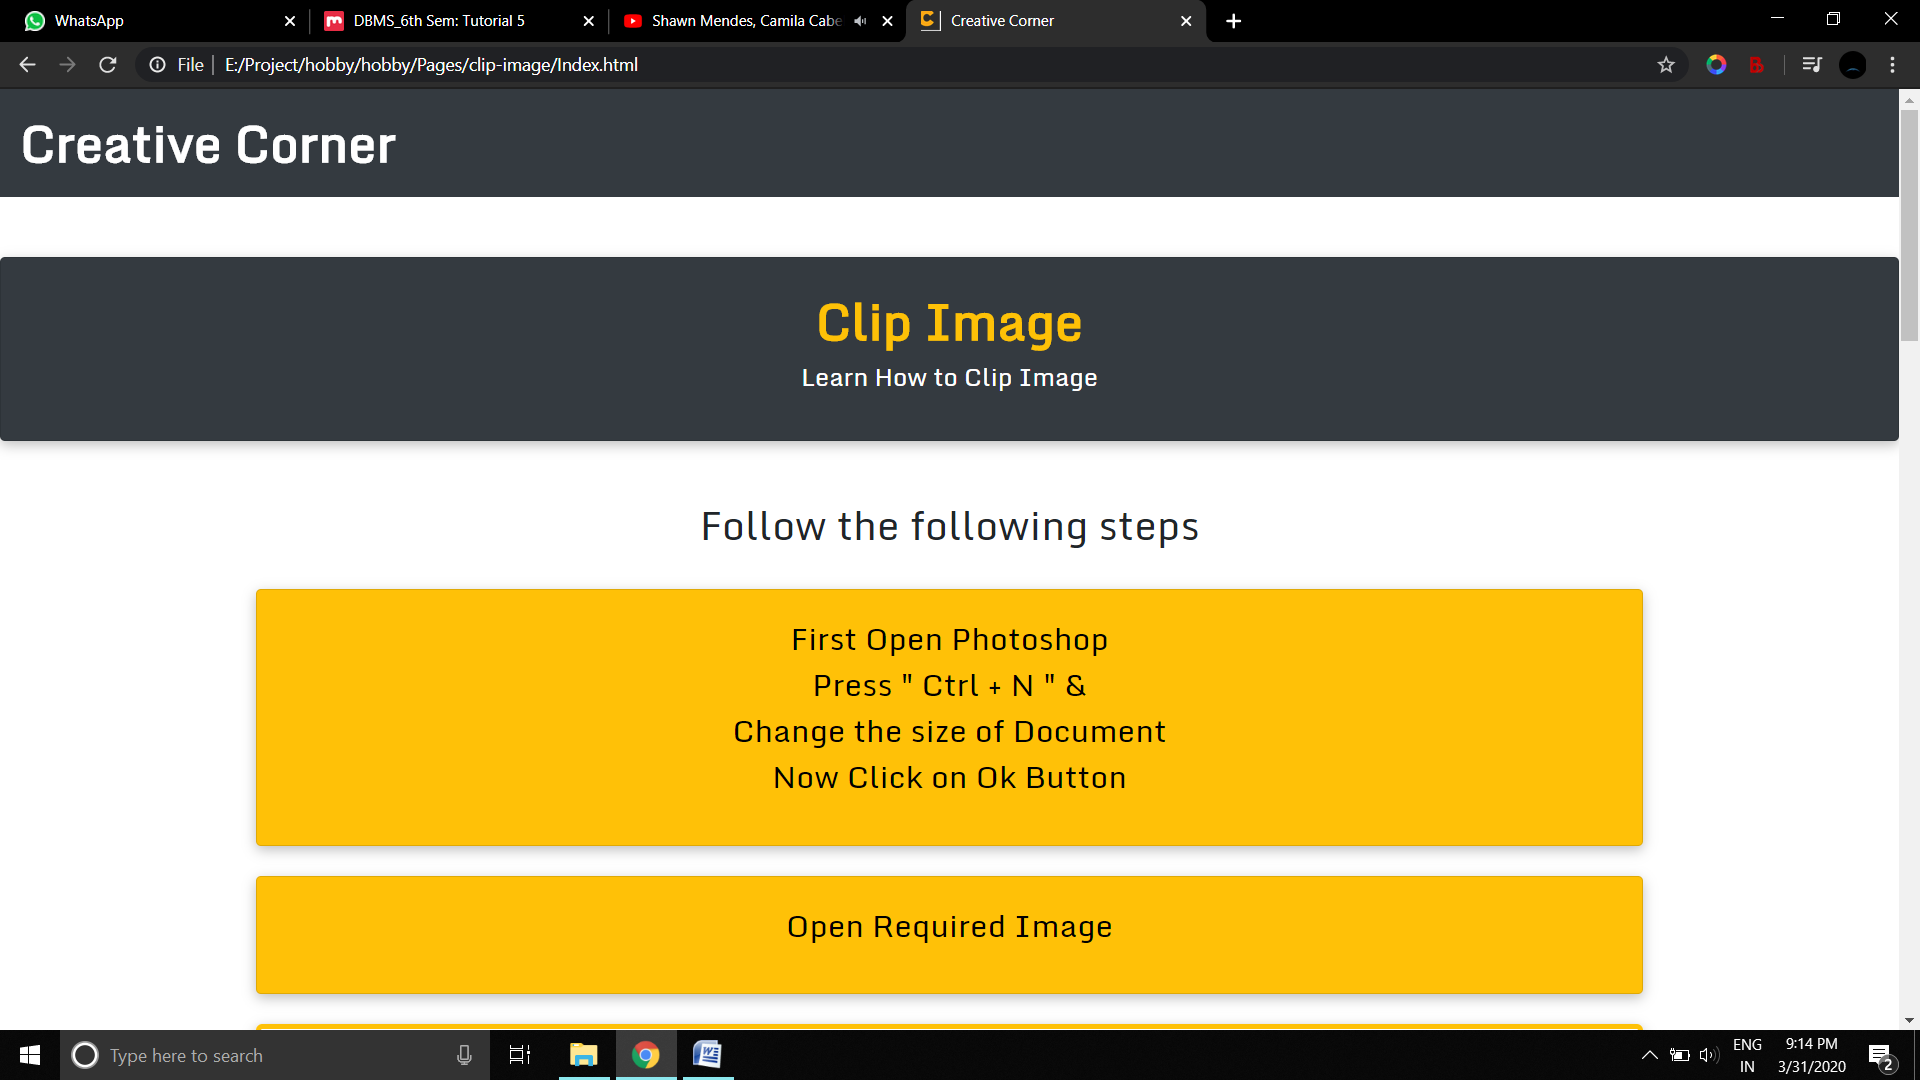 WhatsApp
DBMS_6th Sem: Tutorial 5
Shawn Mendes, Camila Cabe
Creative Corner
File
E:/Project/hobby/hobby/Pages/clip-image/Index.html
Creative Corner
Clip Image
Learn How to Clip Image
Follow the following steps
First Open Photoshop
Press " Ctrl + N " &
Change the size of Document
Now Click on Ok Button
Open Required Image
Type here to search
ENG
IN
9:14 PM
3/31/2020
2